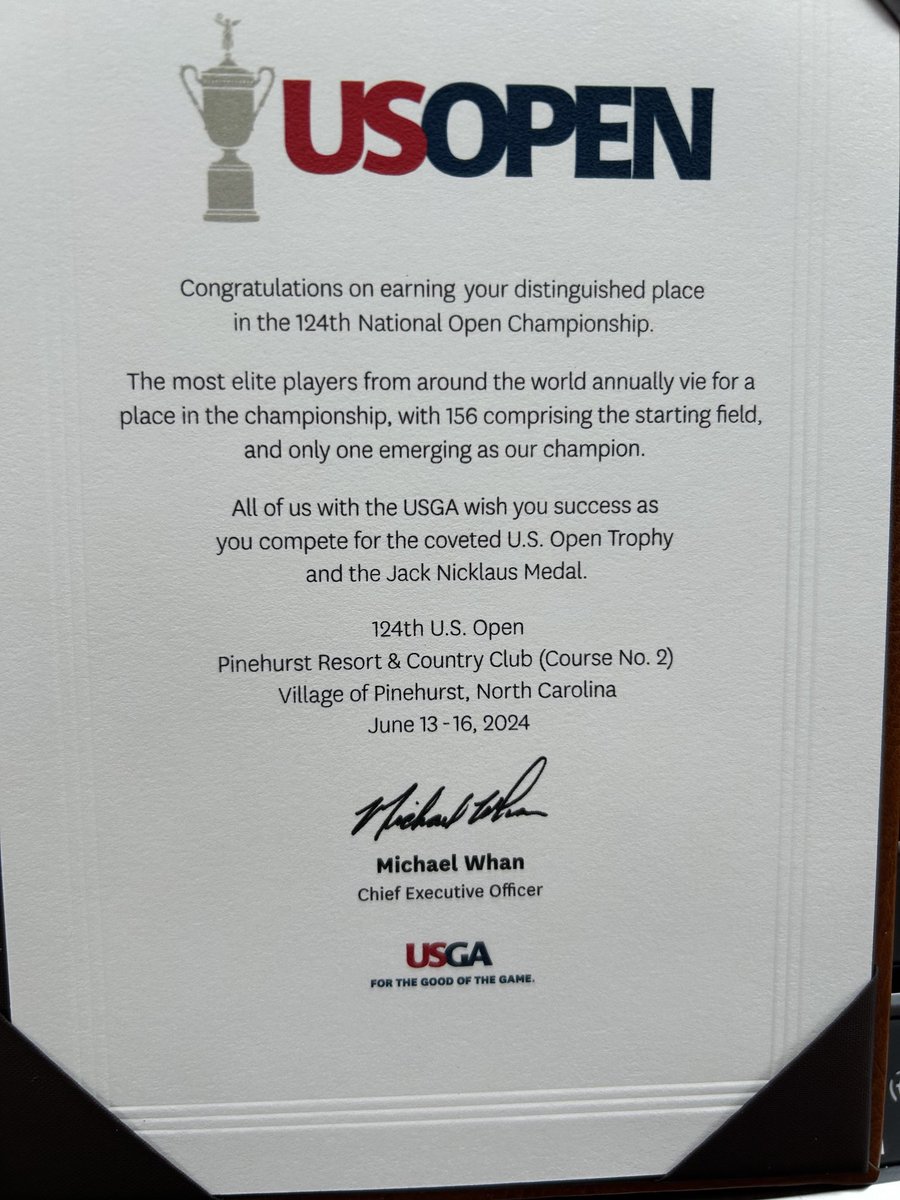 USOPEN
Congratulations on earning your distinguished place
in the 124th National Open Championship.
The most elite players from around the world annually vie for a
place in the championship, with 156 comprising the starting field,
and only one emerging as our champion.
All of us with the USGA wish you success as
you compete for the coveted U.S. Open Trophy
and the Jack Nicklaus Medal.
124th U.S. Open
Pinehurst Resort & Country Club (Course No. 2)
Village of Pinehurst, North Carolina
June 13 - 16, 2024
Michael Whan
Michael Whan
Chief Executive Officer
USGA
FOR THE GOOD OF THE GAME.